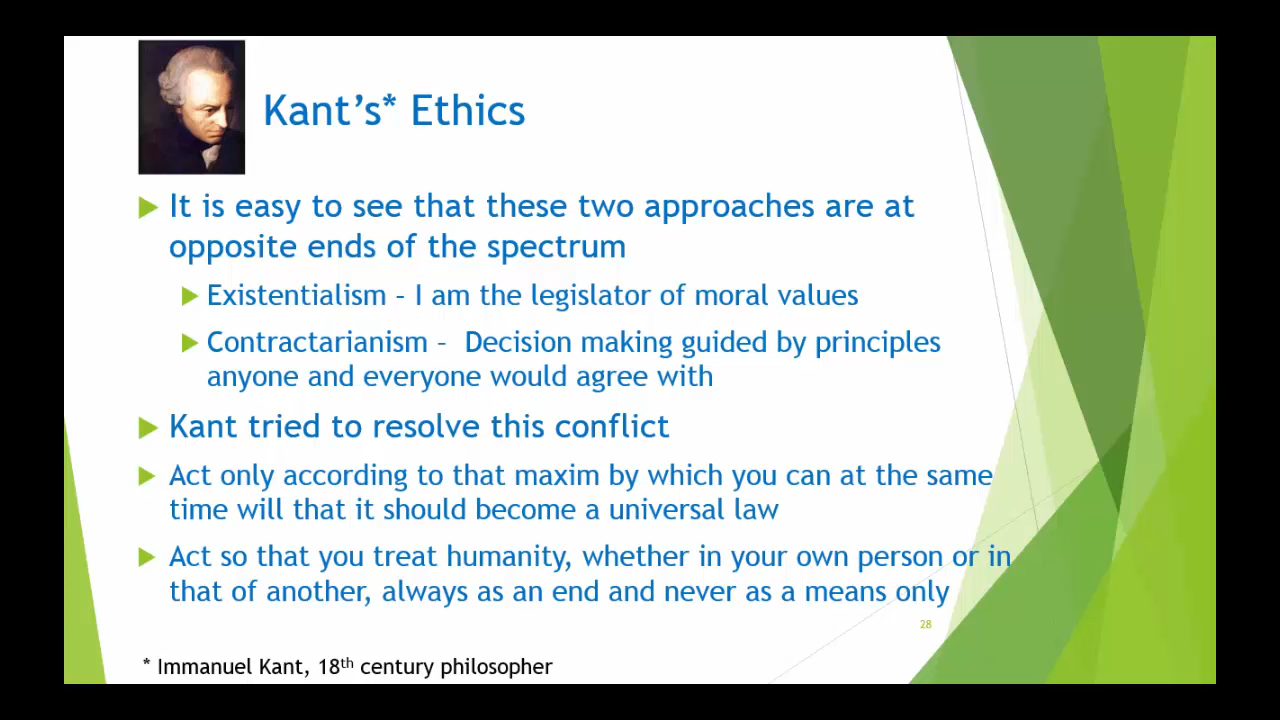 Kant’s* Ethics
It is easy to see that these two approaches are at
opposite ends of the spectrum
Existentialism – I am the legislator of moral values
Contractarianism – Decision making guided by principles
anyone and everyone would agree with
Kant tried to resolve this conflict
Act only according to that maxim by which you can at the same
time will that it should become a universal law
Act so that you treat humanity, whether in your own person or in
that of another, always as an end and never as a means only
28
* Immanuel Kant, 18th century philosopher